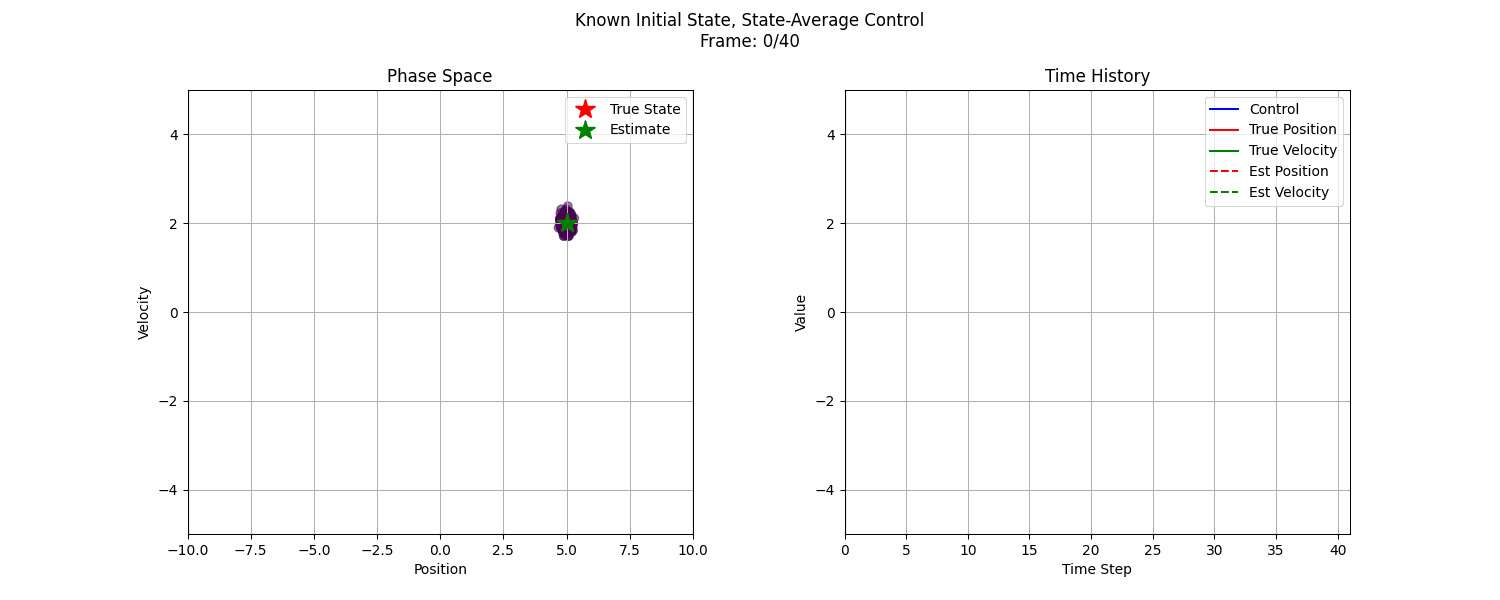 Known Initial State, State-Average Control
Frame: 0/40
Phase Space
True State
Estimate
4
2
0
−2
−4
Velocity
−10.0 −7.5 −5.0 −2.5 0.0 2.5 5.0 7.5 10.0
Position
Time History
Control
True Position
True Velocity
Est Position
Est Velocity
4
2
0
−2
−4
Value
0 5 10 15 20 25 30 35 40
Time Step